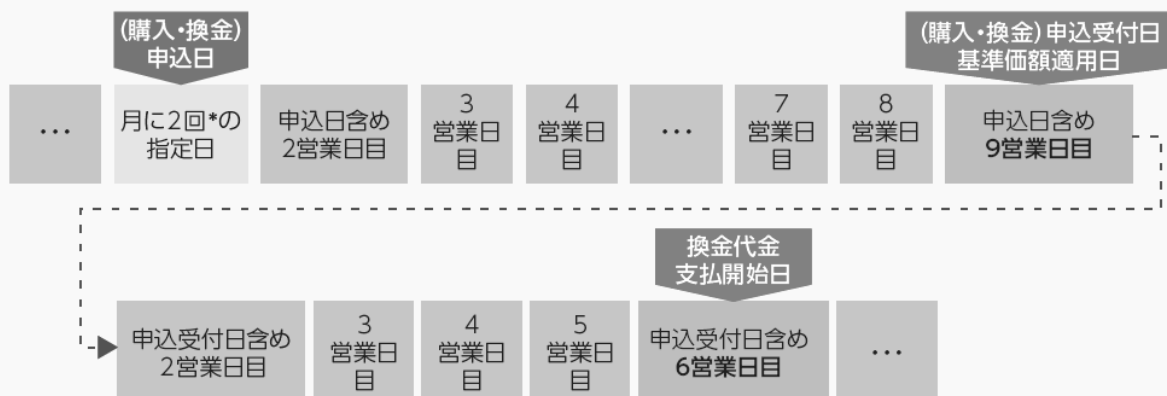 (購入・換金)
申込日
(購入・換金)申込受付日
基準価額適用日
…
月に2回*の
指定日
申込日含め
2営業日目
3
営業日
目
4
営業日
目
…
7
営業日
目
8
営業日
目
申込日含め
9営業日目
換金代金
支払開始日
申込受付日含め
2営業日目
3
営業日
目
4
営業日
目
5
営業日
目
申込受付日含め
6営業日目
…